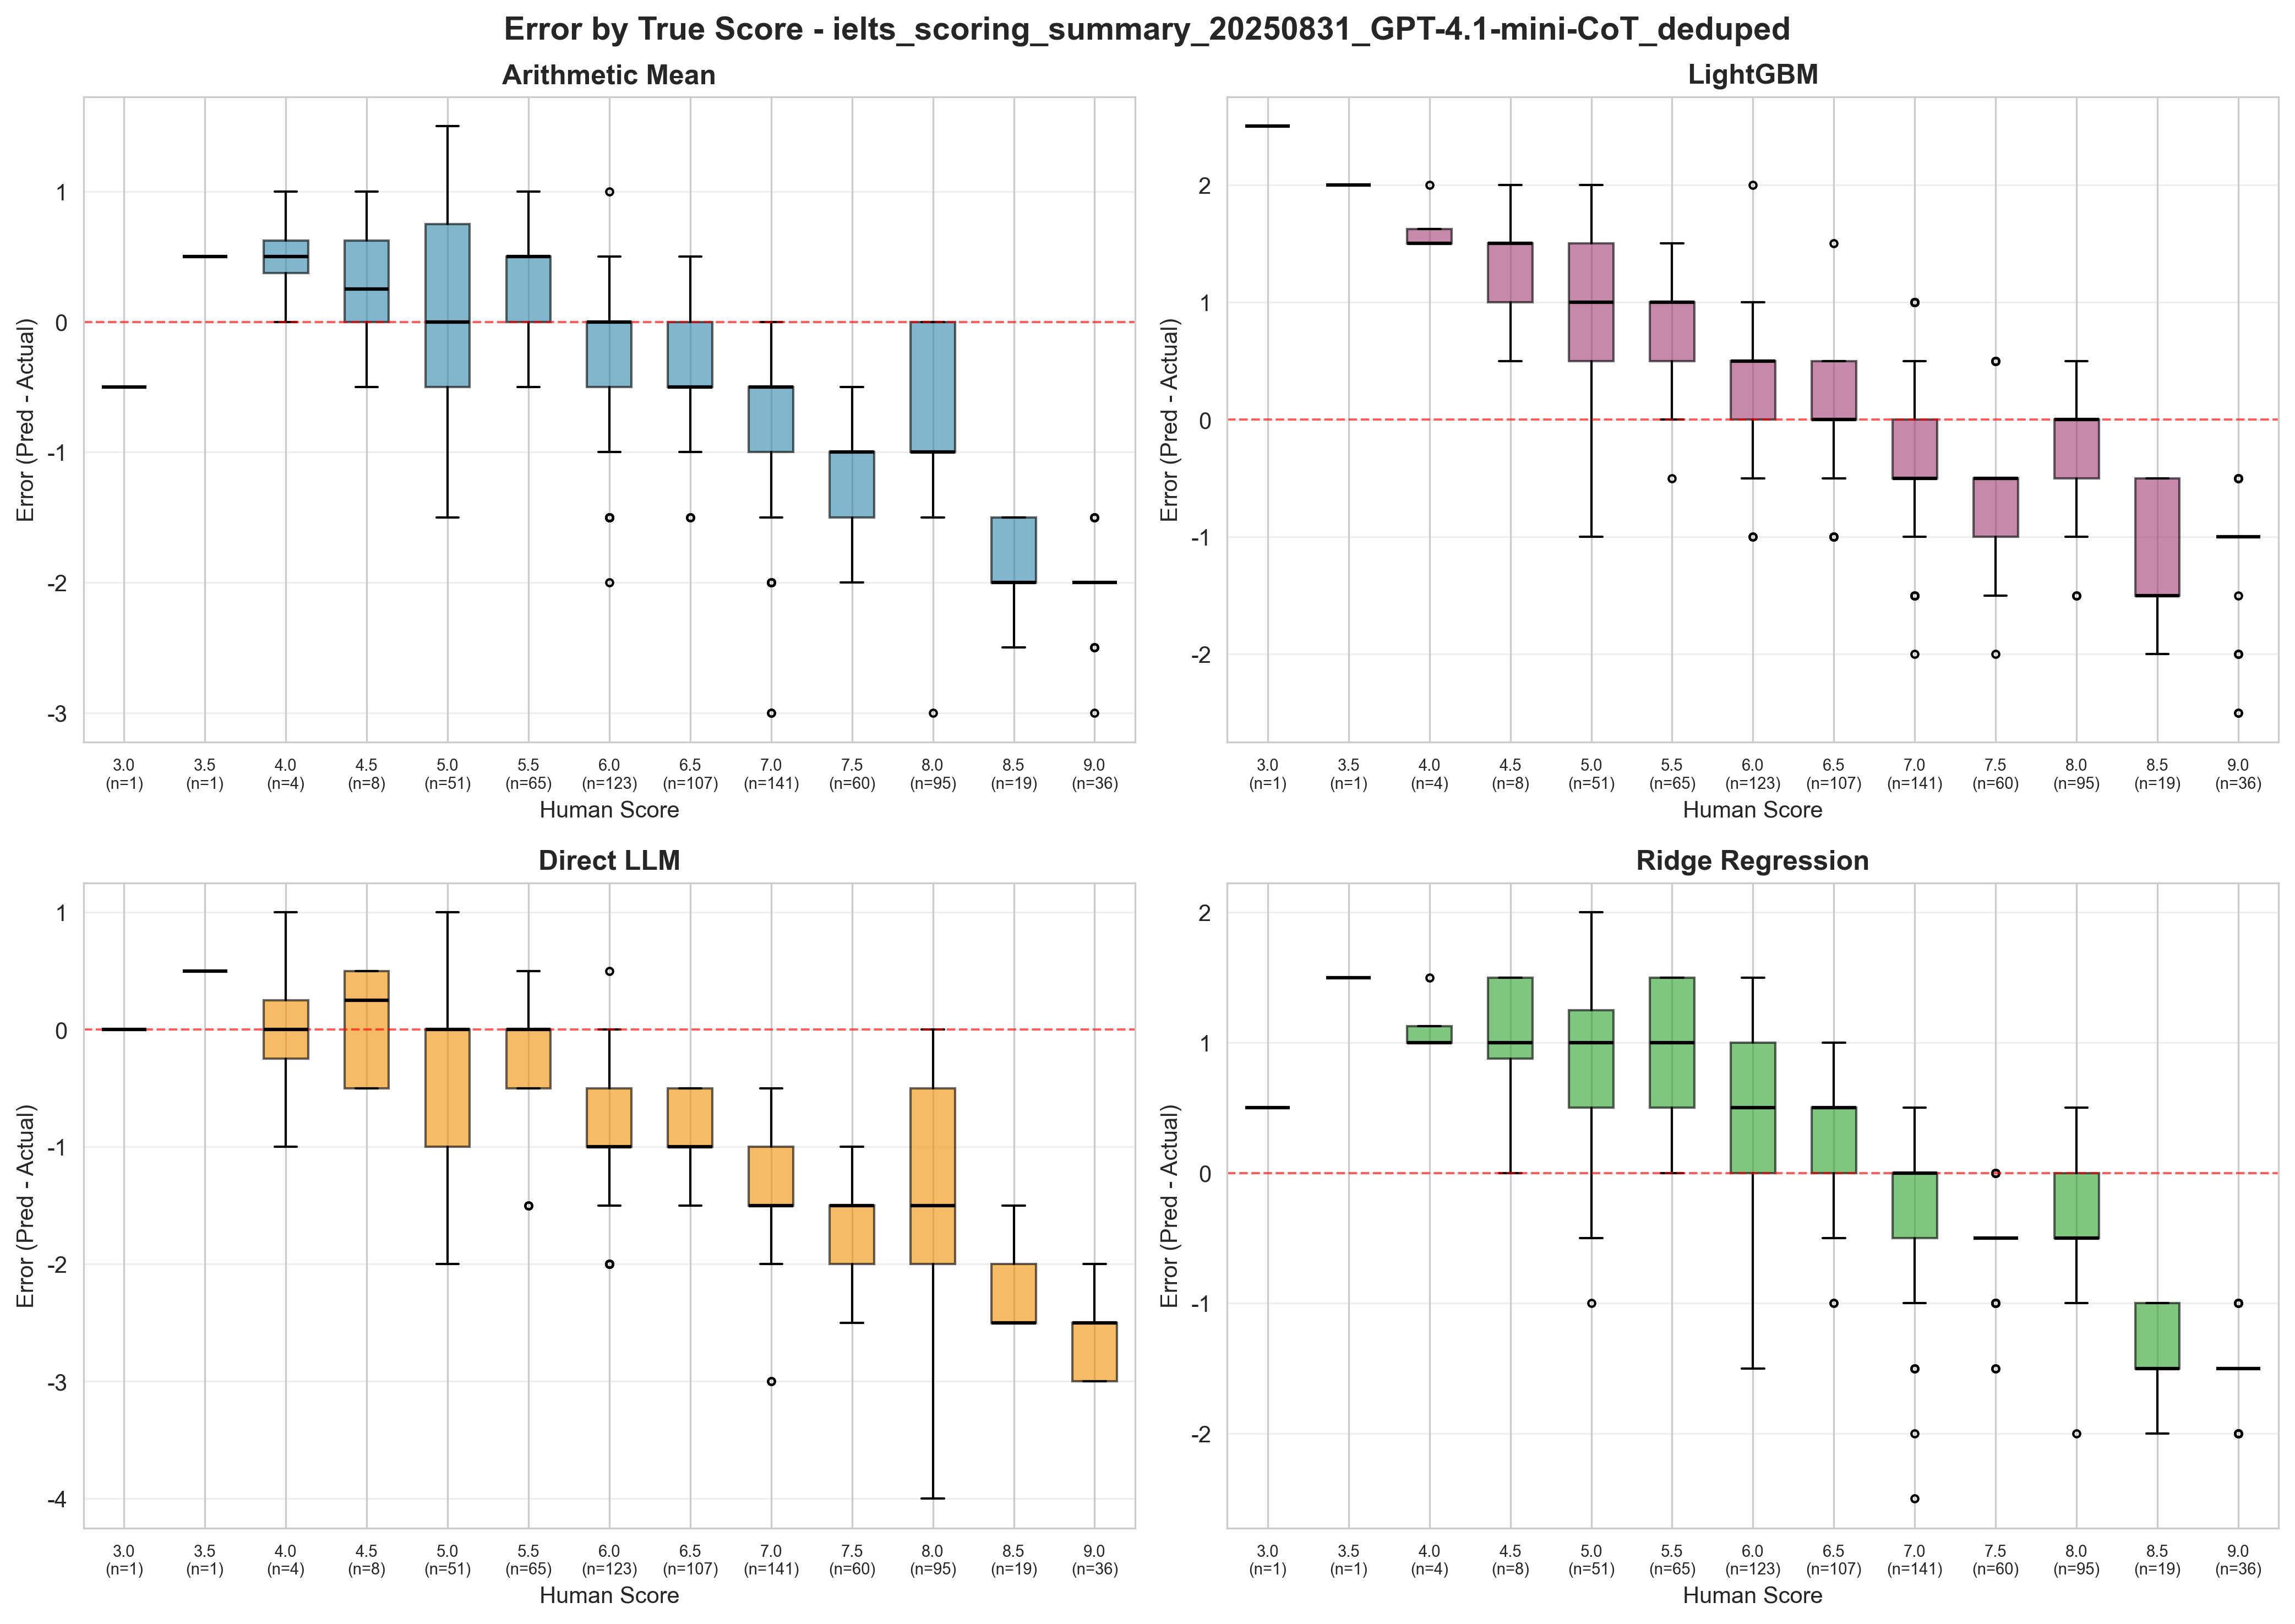 Error by True Score - ielts_scoring_summary_20250831_GPT-4.1-mini-CoT_deduped
Arithmetic Mean
Error (Pred - Actual)
1
0
-1
-2
-3
3.0 3.5 4.0 4.5 5.0 5.5 6.0 6.5 7.0 7.5 8.0 8.5 9.0
(n=1) (n=1) (n=4) (n=8) (n=51) (n=65) (n=123) (n=107) (n=141) (n=60) (n=95) (n=19) (n=36)
Human Score
LightGBM
Error (Pred - Actual)
2
1
0
-1
-2
3.0 3.5 4.0 4.5 5.0 5.5 6.0 6.5 7.0 7.5 8.0 8.5 9.0
(n=1) (n=1) (n=4) (n=8) (n=51) (n=65) (n=123) (n=107) (n=141) (n=60) (n=95) (n=19) (n=36)
Human Score
Direct LLM
Error (Pred - Actual)
1
0
-1
-2
-3
-4
3.0 3.5 4.0 4.5 5.0 5.5 6.0 6.5 7.0 7.5 8.0 8.5 9.0
(n=1) (n=1) (n=4) (n=8) (n=51) (n=65) (n=123) (n=107) (n=141) (n=60) (n=95) (n=19) (n=36)
Human Score
Ridge Regression
Error (Pred - Actual)
2
1
0
-1
-2
3.0 3.5 4.0 4.5 5.0 5.5 6.0 6.5 7.0 7.5 8.0 8.5 9.0
(n=1) (n=1) (n=4) (n=8) (n=51) (n=65) (n=123) (n=107) (n=141) (n=60) (n=95) (n=19) (n=36)
Human Score